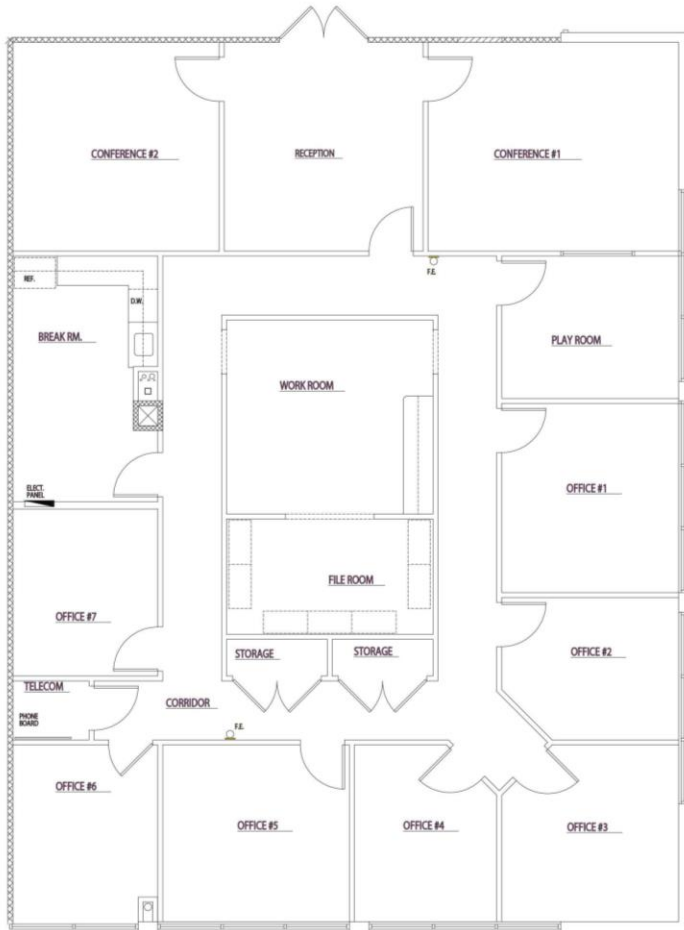 CONFERENCE #2
RECEPTION
CONFERENCE #1
REF.
F.E.
D.W.
BREAK RM.
PLAY ROOM
WORK ROOM
ELECT.
PANEL
OFFICE #1
FILE ROOM
OFFICE #7
STORAGE
STORAGE
OFFICE #2
TELECOM
CORRIDOR
PHONE
BOARD
F.E.
OFFICE #6
OFFICE #5
OFFICE #4
OFFICE #3